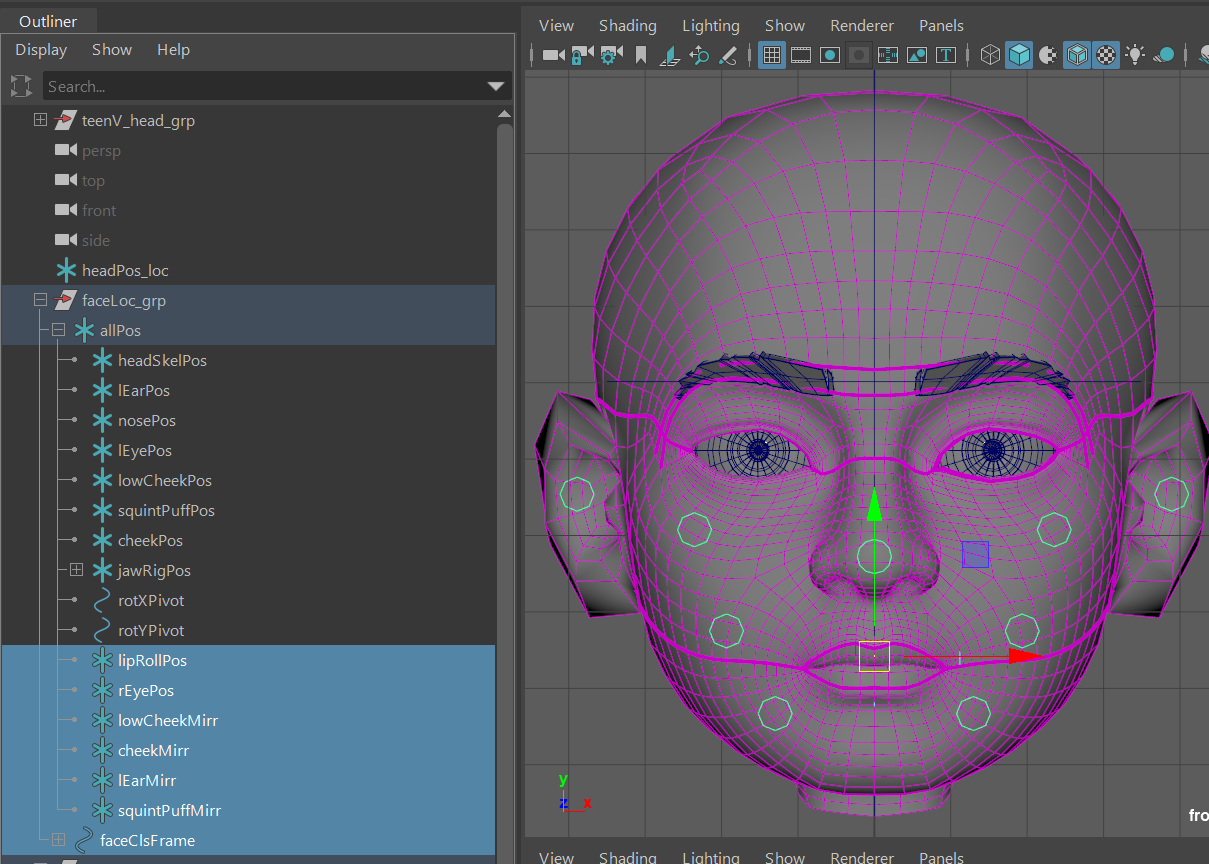 Outliner
Display Show Help
Search...
teenV_head_grp
persp
top
front
side
headPos_loc
faceLoc_grp
allPos
headSkelPos
lEarPos
nosePos
lEyePos
lowCheekPos
squintPuffPos
cheekPos
jawRigPos
rotXPivot
rotYPivot
lipRollPos
rEyePos
lowCheekMirr
cheekMirr
lEarMirr
squintPuffMirr
faceClsFrame
View Shading Lighting Show Renderer Panels
T
y
z x
fro
View Shading Lighting Show Renderer Panels